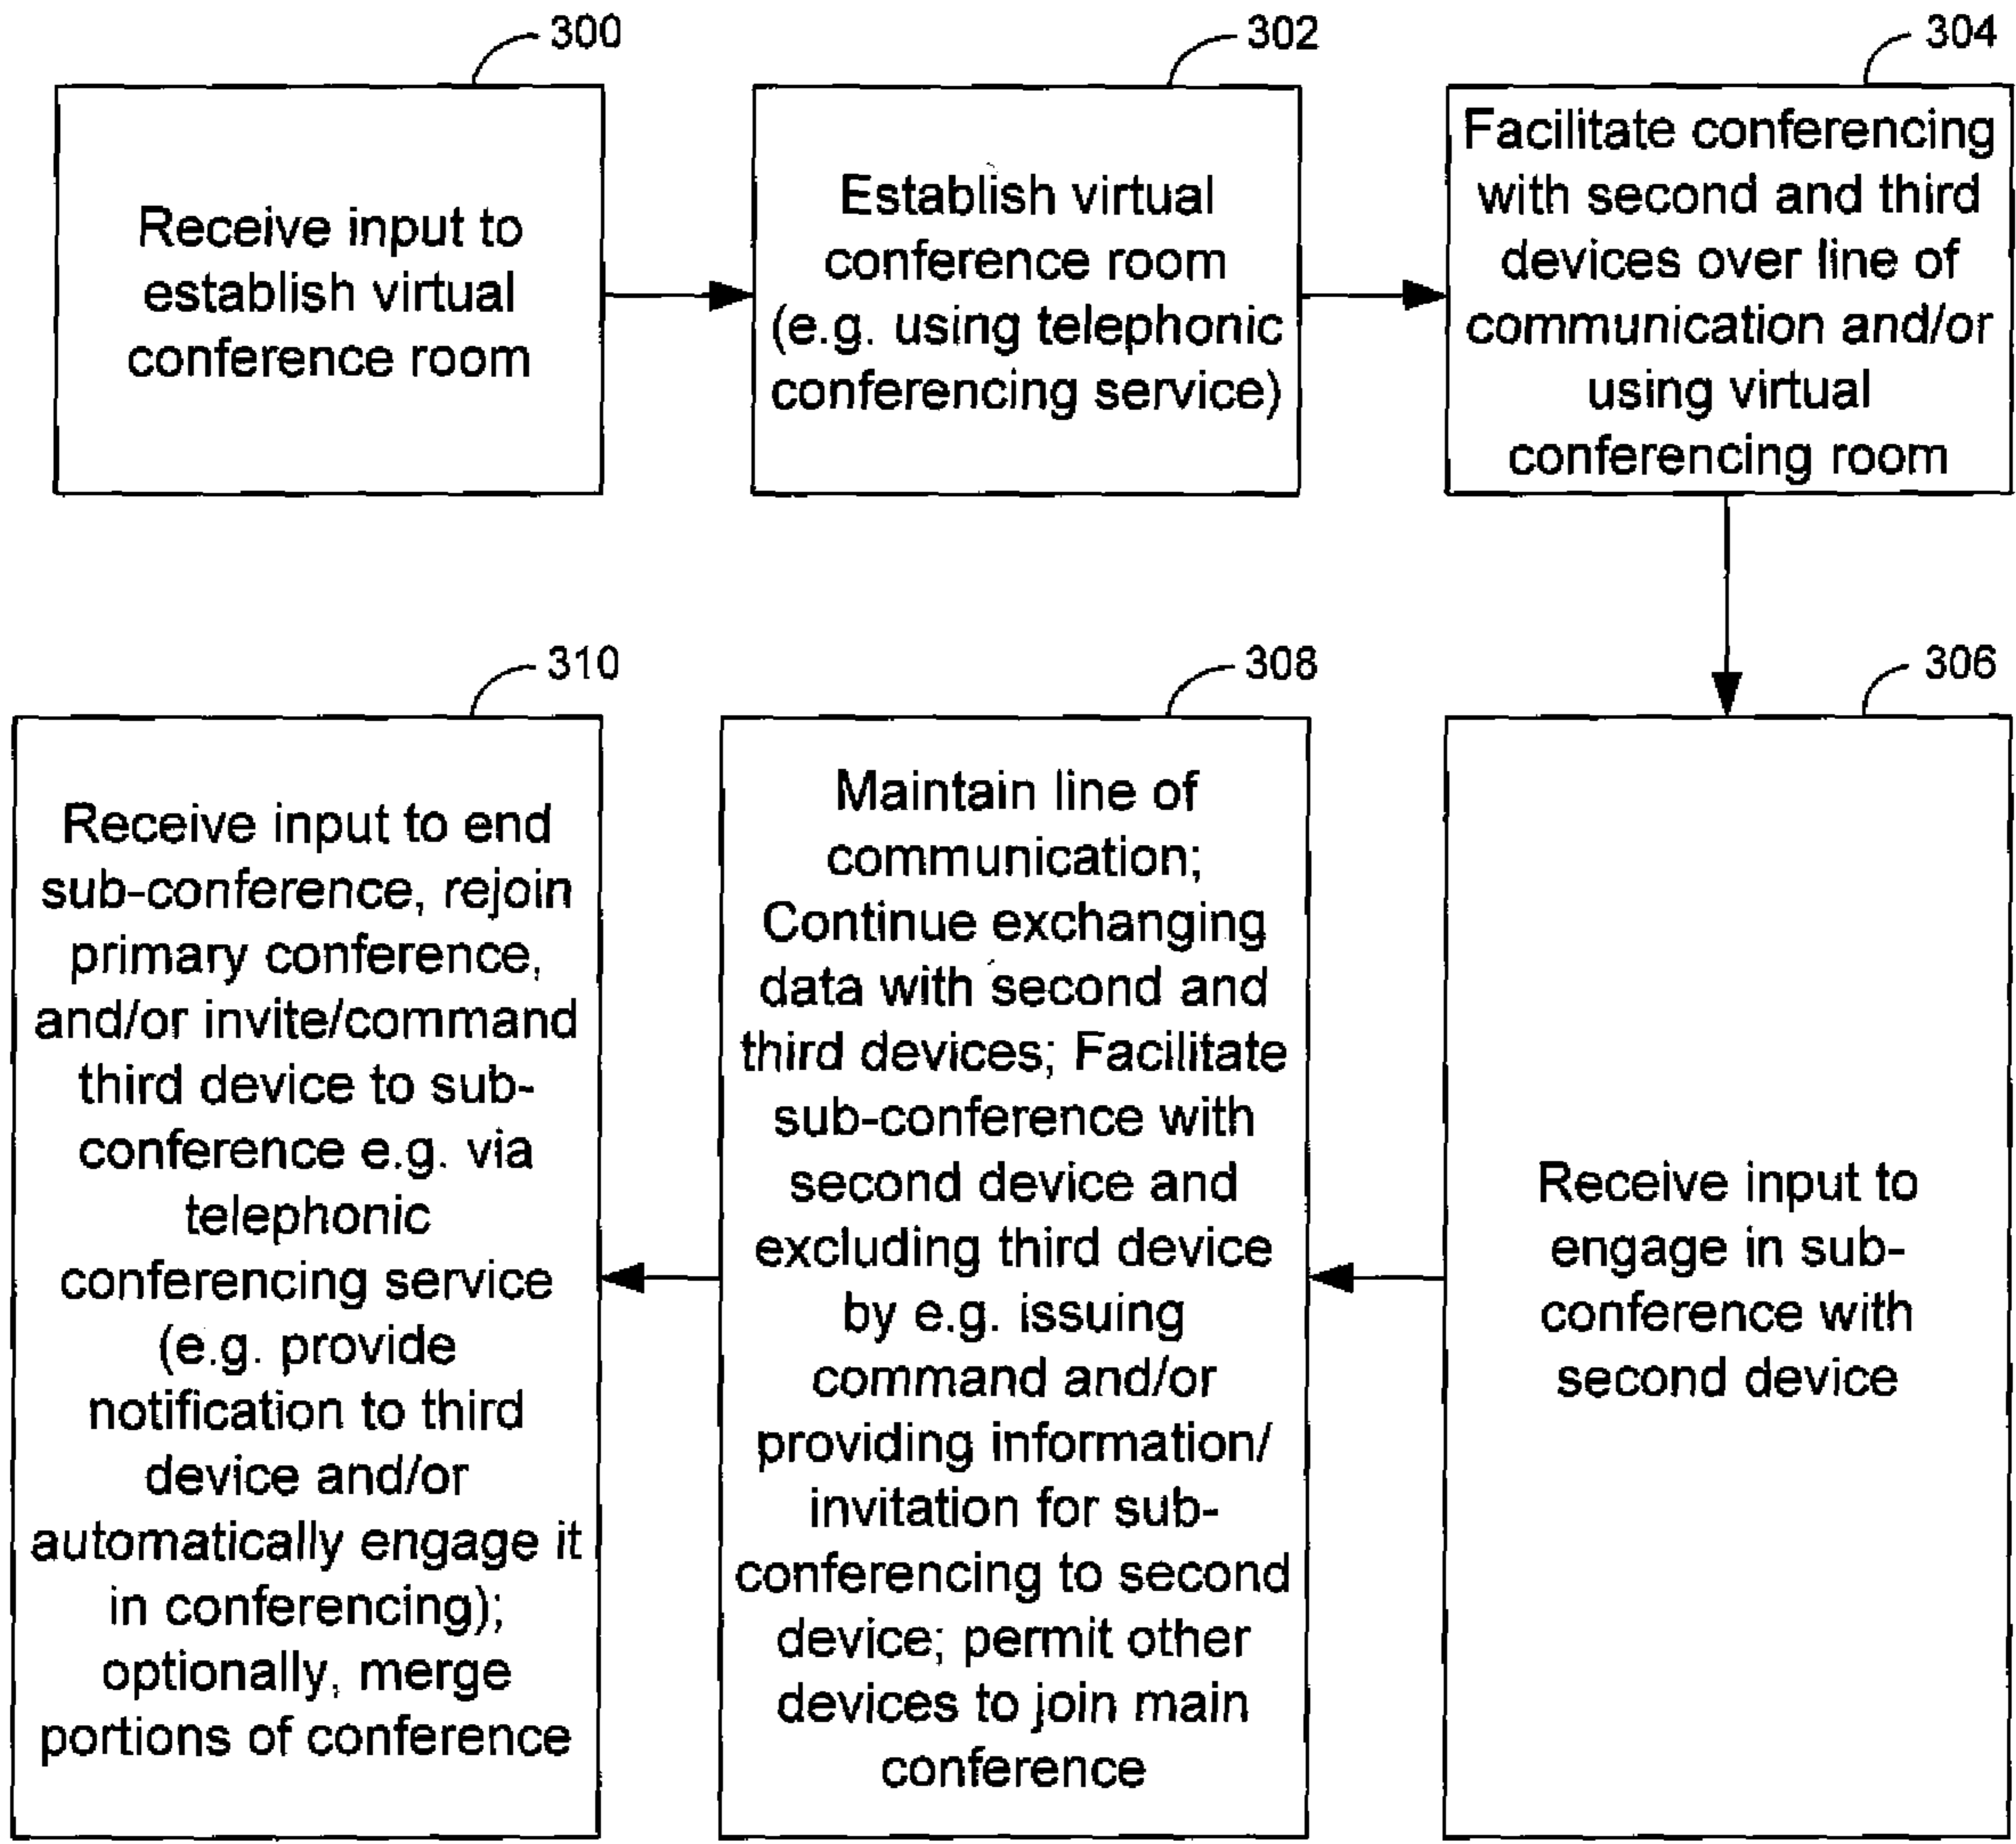 300
Receive input to
establish virtual
conference room
302
Establish virtual
conference room
(e.g. using telephonic
conferencing service)
304
Facilitate conferencing
with second and third
devices over line of
communication and/or
using virtual
conferencing room
306
Receive input to
engage in sub-
conference with
second device
308
Maintain line of
communication;
Continue exchanging
data with second and
third devices; Facilitate
sub-conference with
second device and
excluding third device
by e.g. issuing
command and/or
providing information/
invitation for sub-
conferencing to second
device; permit other
devices to join main
conference
310
Receive input to end
sub-conference, rejoin
primary conference,
and/or invite/command
third device to sub-
conference e.g. via
telephonic
conferencing service
(e.g. provide
notification to third
device and/or
automatically engage it
in conferencing);
optionally, merge
portions of conference